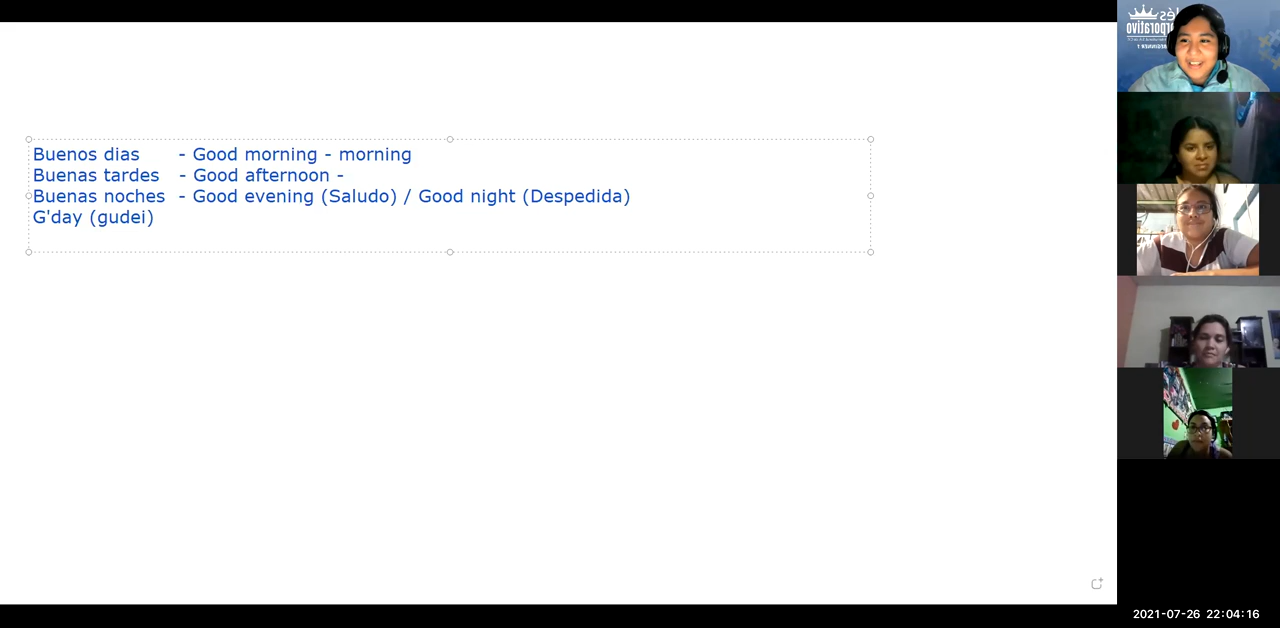 Buenos dias - Good morning - morning
Buenas tardes - Good afternoon -
Buenas noches - Good evening (Saludo) / Good night (Despedida)
G'day (gudei)
2021-07-26 22:04:16